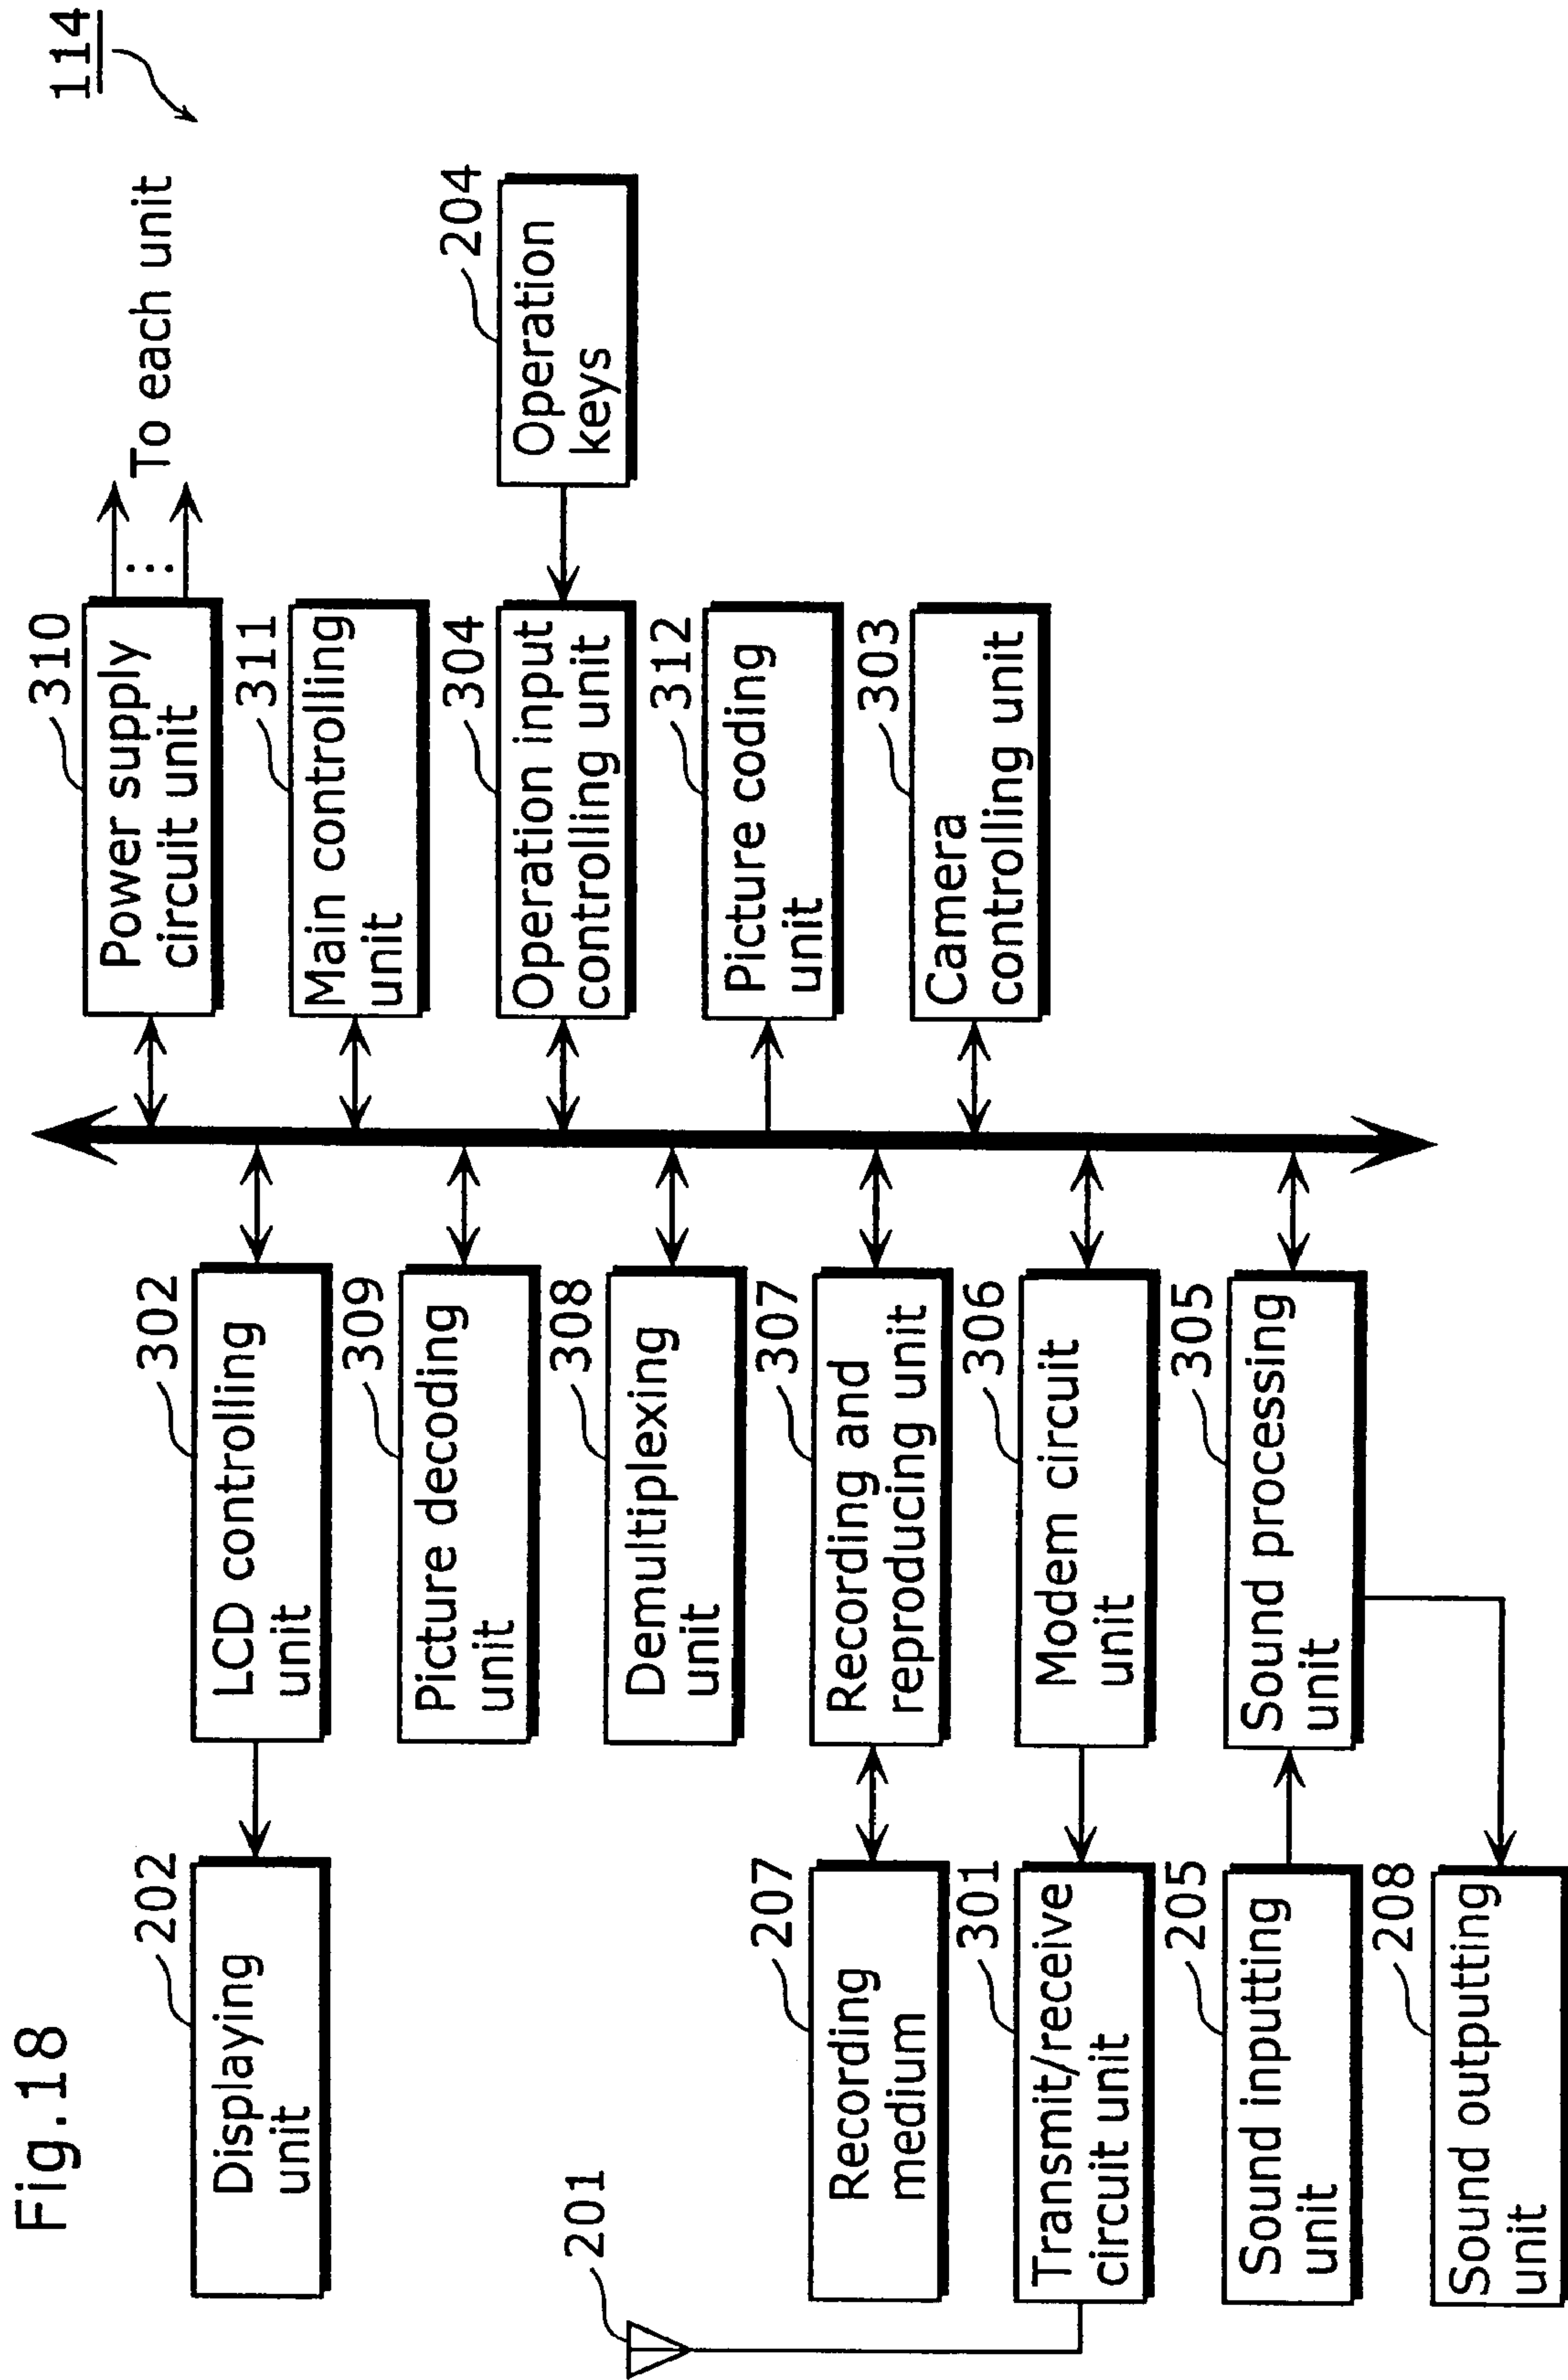 Fig.18
114
202
Displaying
unit
302
LCD controlling
unit
310
Power supply
circuit unit
To each unit
309
Picture decoding
unit
311
Main controlling
unit
308
Demultiplexing
unit
304
Operation input
controlling unit
204
Operation
keys
201
207
Recording
medium
307
Recording and
reproducing unit
312
Picture coding
unit
301
Transmit/receive
circuit unit
306
Modem circuit
unit
303
Camera
controlling unit
205
Sound inputting
unit
305
Sound processing
unit
208
Sound outputting
unit